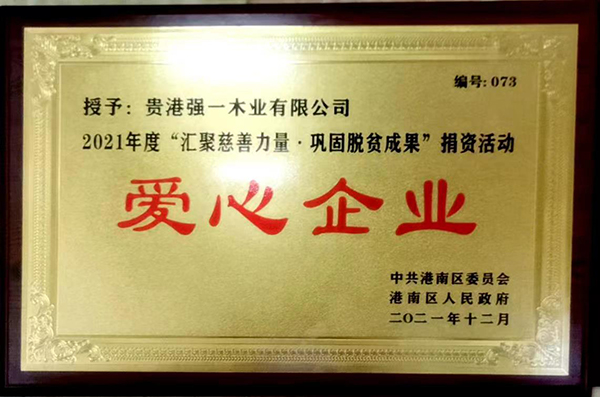 编号: 073
授予：贵港强一木业有限公司
2021年度“汇聚慈善力量·巩固脱贫成果”捐资活动
爱心企业
中共港南区委员会
港南区人民政府
二〇二一年十二月